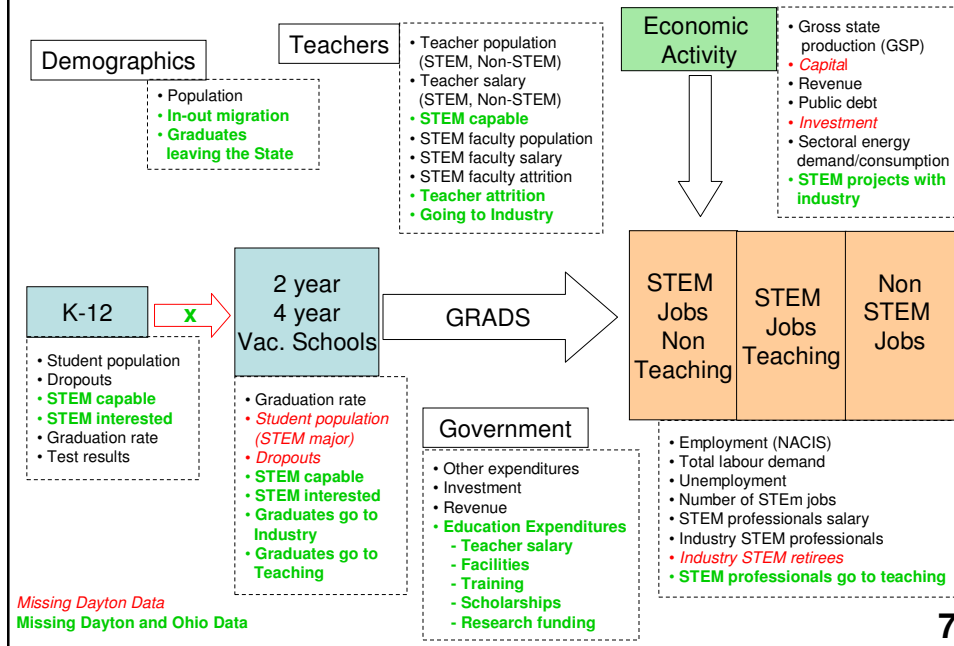 Demographics
• Population
• In-out migration
• Graduates
leaving the State
Teachers
• Teacher population
(STEM, Non-STEM)
• Teacher salary
(STEM, Non-STEM)
• STEM capable
• STEM faculty population
• STEM faculty salary
• STEM faculty attrition
• Teacher attrition
• Going to Industry
Economic
Activity
• Gross state
production (GSP)
• Capital
• Revenue
• Public debt
• Investment
• Sectoral energy
demand/consumption
• STEM projects with
industry
K-12
X
2 year
4 year
Vac. Schools
GRADS
STEM
Jobs
Non
Teaching
STEM
Jobs
Teaching
Non
STEM
Jobs
• Student population
• Dropouts
• STEM capable
• STEM interested
• Graduation rate
• Test results
• Graduation rate
• Student population
(STEM major)
• Dropouts
• STEM capable
• STEM interested
• Graduates go to
Industry
• Graduates go to
Teaching
Government
• Other expenditures
• Investment
• Revenue
• Education Expenditures
- Teacher salary
- Facilities
- Training
- Scholarships
- Research funding
• Employment (NACIS)
• Total labour demand
• Unemployment
• Number of STEm jobs
• STEM professionals salary
• Industry STEM professionals
• Industry STEM retirees
• STEM professionals go to teaching
Missing Dayton Data
Missing Dayton and Ohio Data
7